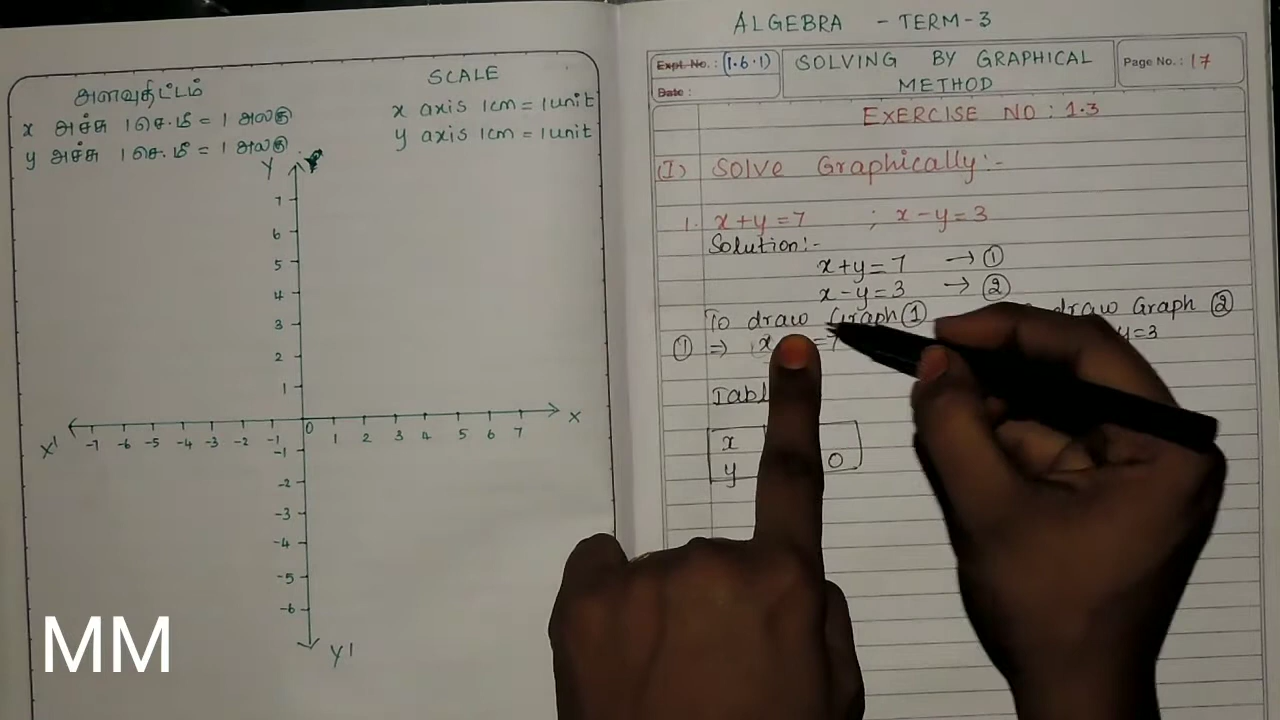 அளவுதிட்டம்
x அச்சு 1 செ.மீ = 1 அலகு
y அச்சு 1 செ.மீ = 1 அலகு
SCALE
x axis 1cm = 1unit
y axis 1cm = 1unit
Y
7
6
5
4
3
2
1
X' -7 -6 -5 -4 -3 -2 -1 0 1 2 3 4 5 6 7 X
-1
-2
-3
-4
-5
-6
Y'
MM
ALGEBRA - TERM-3
Expt. No. : (1.6.1)
Date :
SOLVING BY GRAPHICAL
METHOD
Page No. : 17
EXERCISE NO : 1.3
(I) Solve Graphically:-
1. x+y=7 ; x-y=3
Solution:-
x+y=7 → ①
x-y=3 → ②
To draw Graph ① draw Graph ②
① ⇒ x =7 y=3
x
y 0